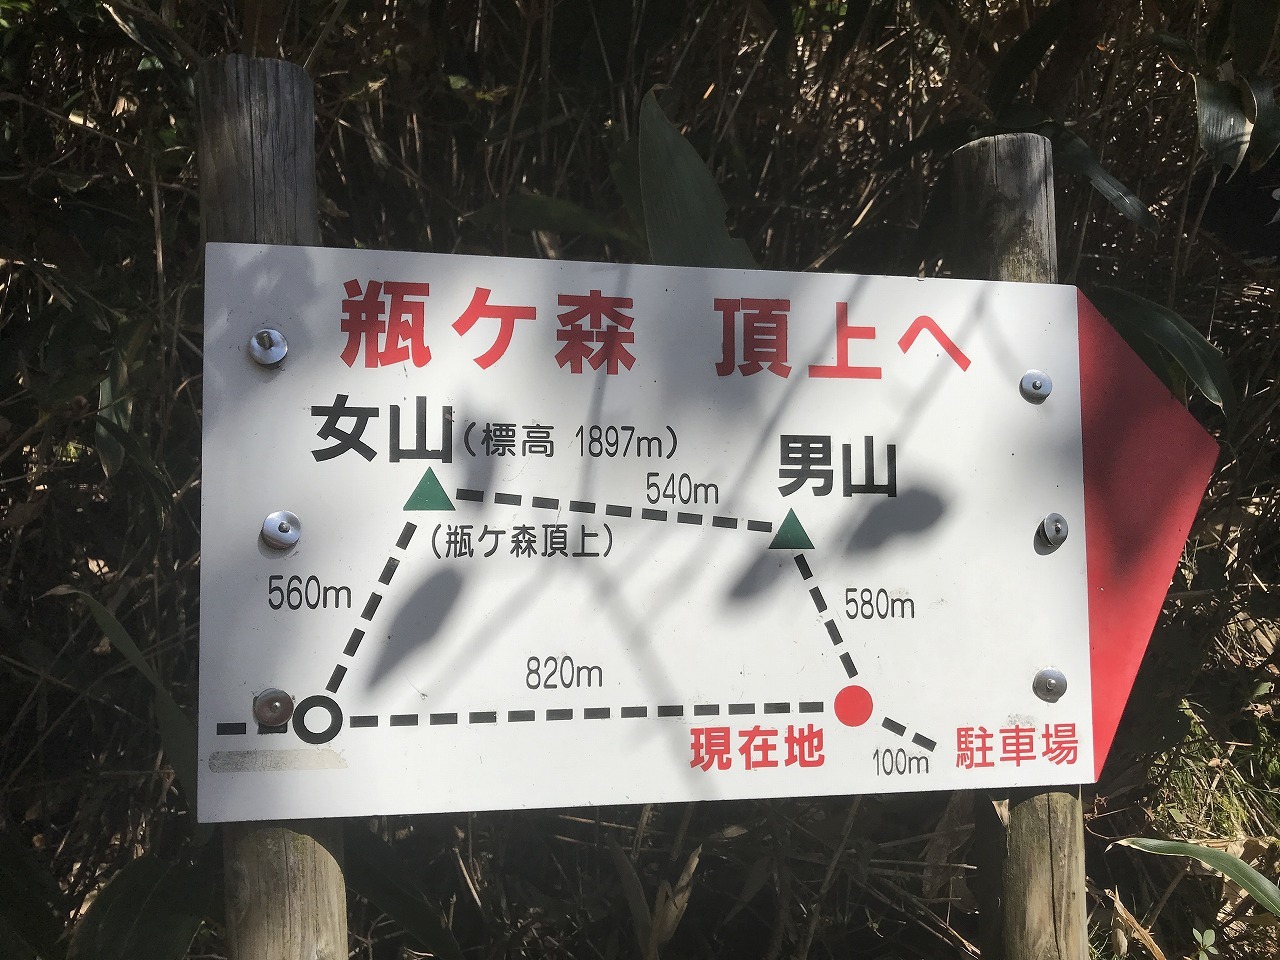 瓶ケ森 頂上へ
女山(標高 1897m)
男山
540m
(瓶ケ森頂上)
560m
580m
820m
現在地
100m
駐車場